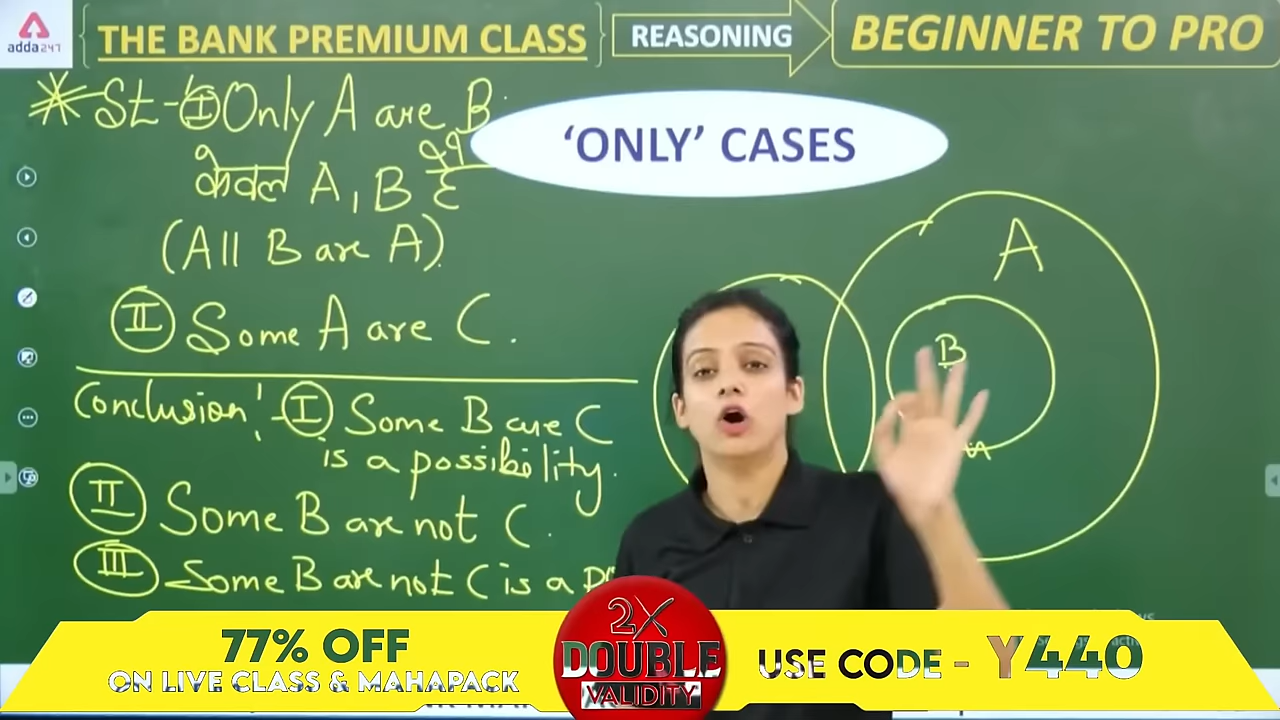 adda247
THE BANK PREMIUM CLASS
REASONING
BEGINNER TO PRO
St - I Only A are B.
केवल A, B हैं
(All B are A).
II Some A are C.
Conclusion :- I Some B are C
is a possibility.
II Some B are not C.
III Some B are not C is a
'ONLY' CASES
A
B
77% OFF
ON LIVE CLASS & MAHAPACK
2X
DOUBLE
VALIDITY
USE CODE - Y440